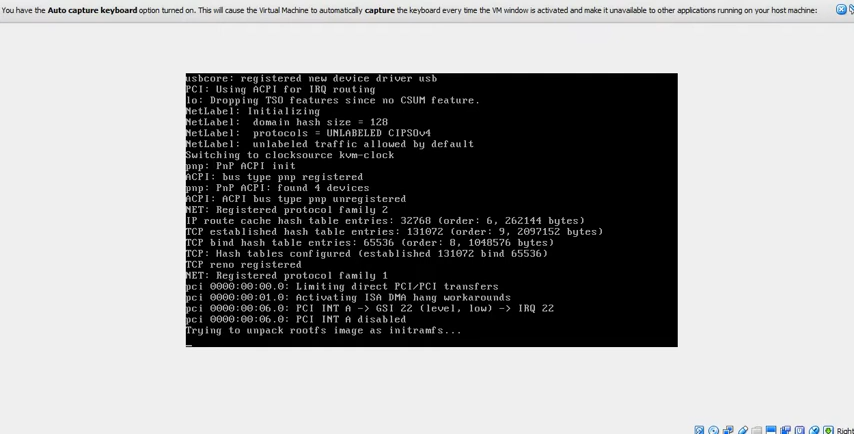 You have the Auto capture keyboard option turned on. This will cause the Virtual Machine to automatically capture the keyboard every time the VM window is activated and make it unavailable to other applications running on your host machine:
usbcore: registered new device driver usb
PCI: Using ACPI for IRQ routing
lo: Dropping TSO features since no CSUM feature.
NetLabel: Initializing
NetLabel:  domain hash size = 128
NetLabel:  protocols = UNLABELED CIPSOv4
NetLabel:  unlabeled traffic allowed by default
Switching to clocksource kvm-clock
pnp: PnP ACPI init
ACPI: bus type pnp registered
pnp: PnP ACPI: found 4 devices
ACPI: ACPI bus type pnp unregistered
NET: Registered protocol family 2
IP route cache hash table entries: 32768 (order: 6, 262144 bytes)
TCP established hash table entries: 131072 (order: 9, 2097152 bytes)
TCP bind hash table entries: 65536 (order: 8, 1048576 bytes)
TCP: Hash tables configured (established 131072 bind 65536)
TCP reno registered
NET: Registered protocol family 1
pci 0000:00:00.0: Limiting direct PCI/PCI transfers
pci 0000:00:01.0: Activating ISA DMA hang workarounds
pci 0000:00:06.0: PCI INT A -> GSI 22 (level, low) -> IRQ 22
pci 0000:00:06.0: PCI INT A disabled
Trying to unpack rootfs image as initramfs...
Right